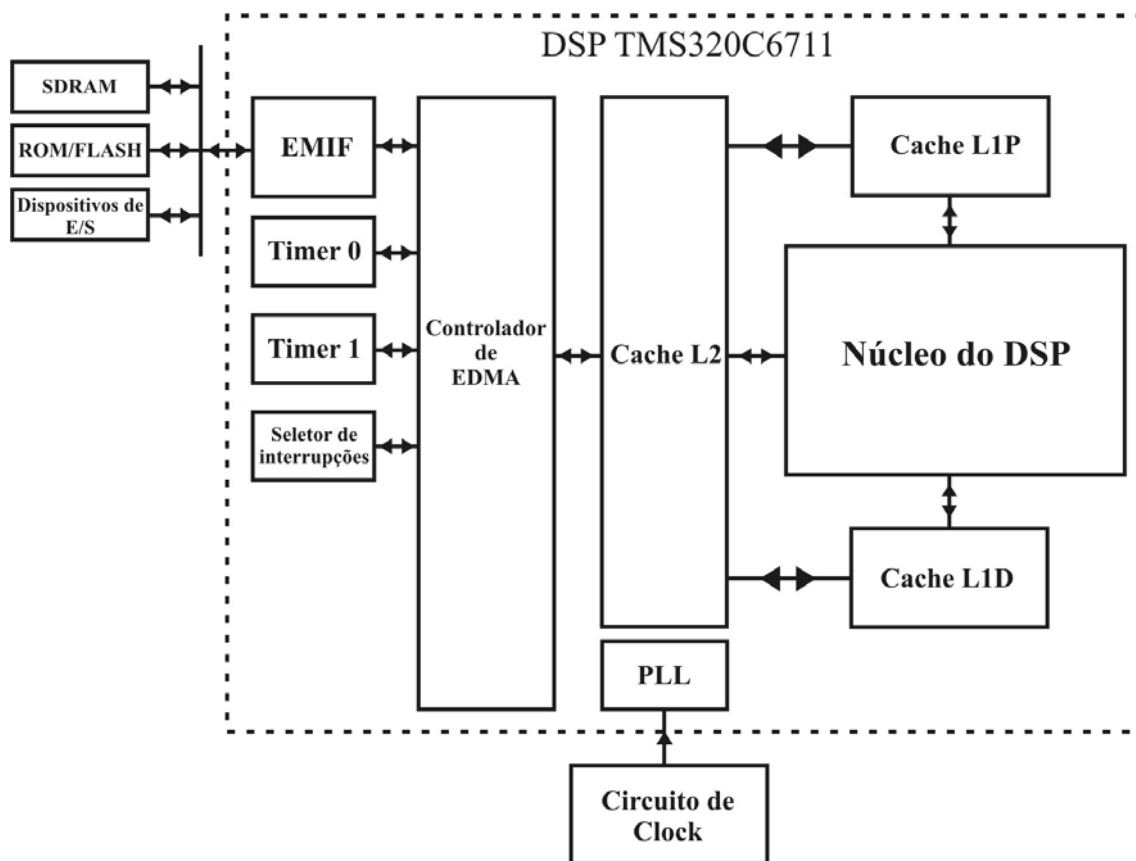 DSP TMS320C6711
SDRAM
ROM/FLASH
Dispositivos de
E/S
EMIF
Timer 0
Timer 1
Seletor de
interrupções
Controlador
de
EDMA
Cache L2
Cache L1P
Núcleo do DSP
Cache L1D
PLL
Circuito de
Clock